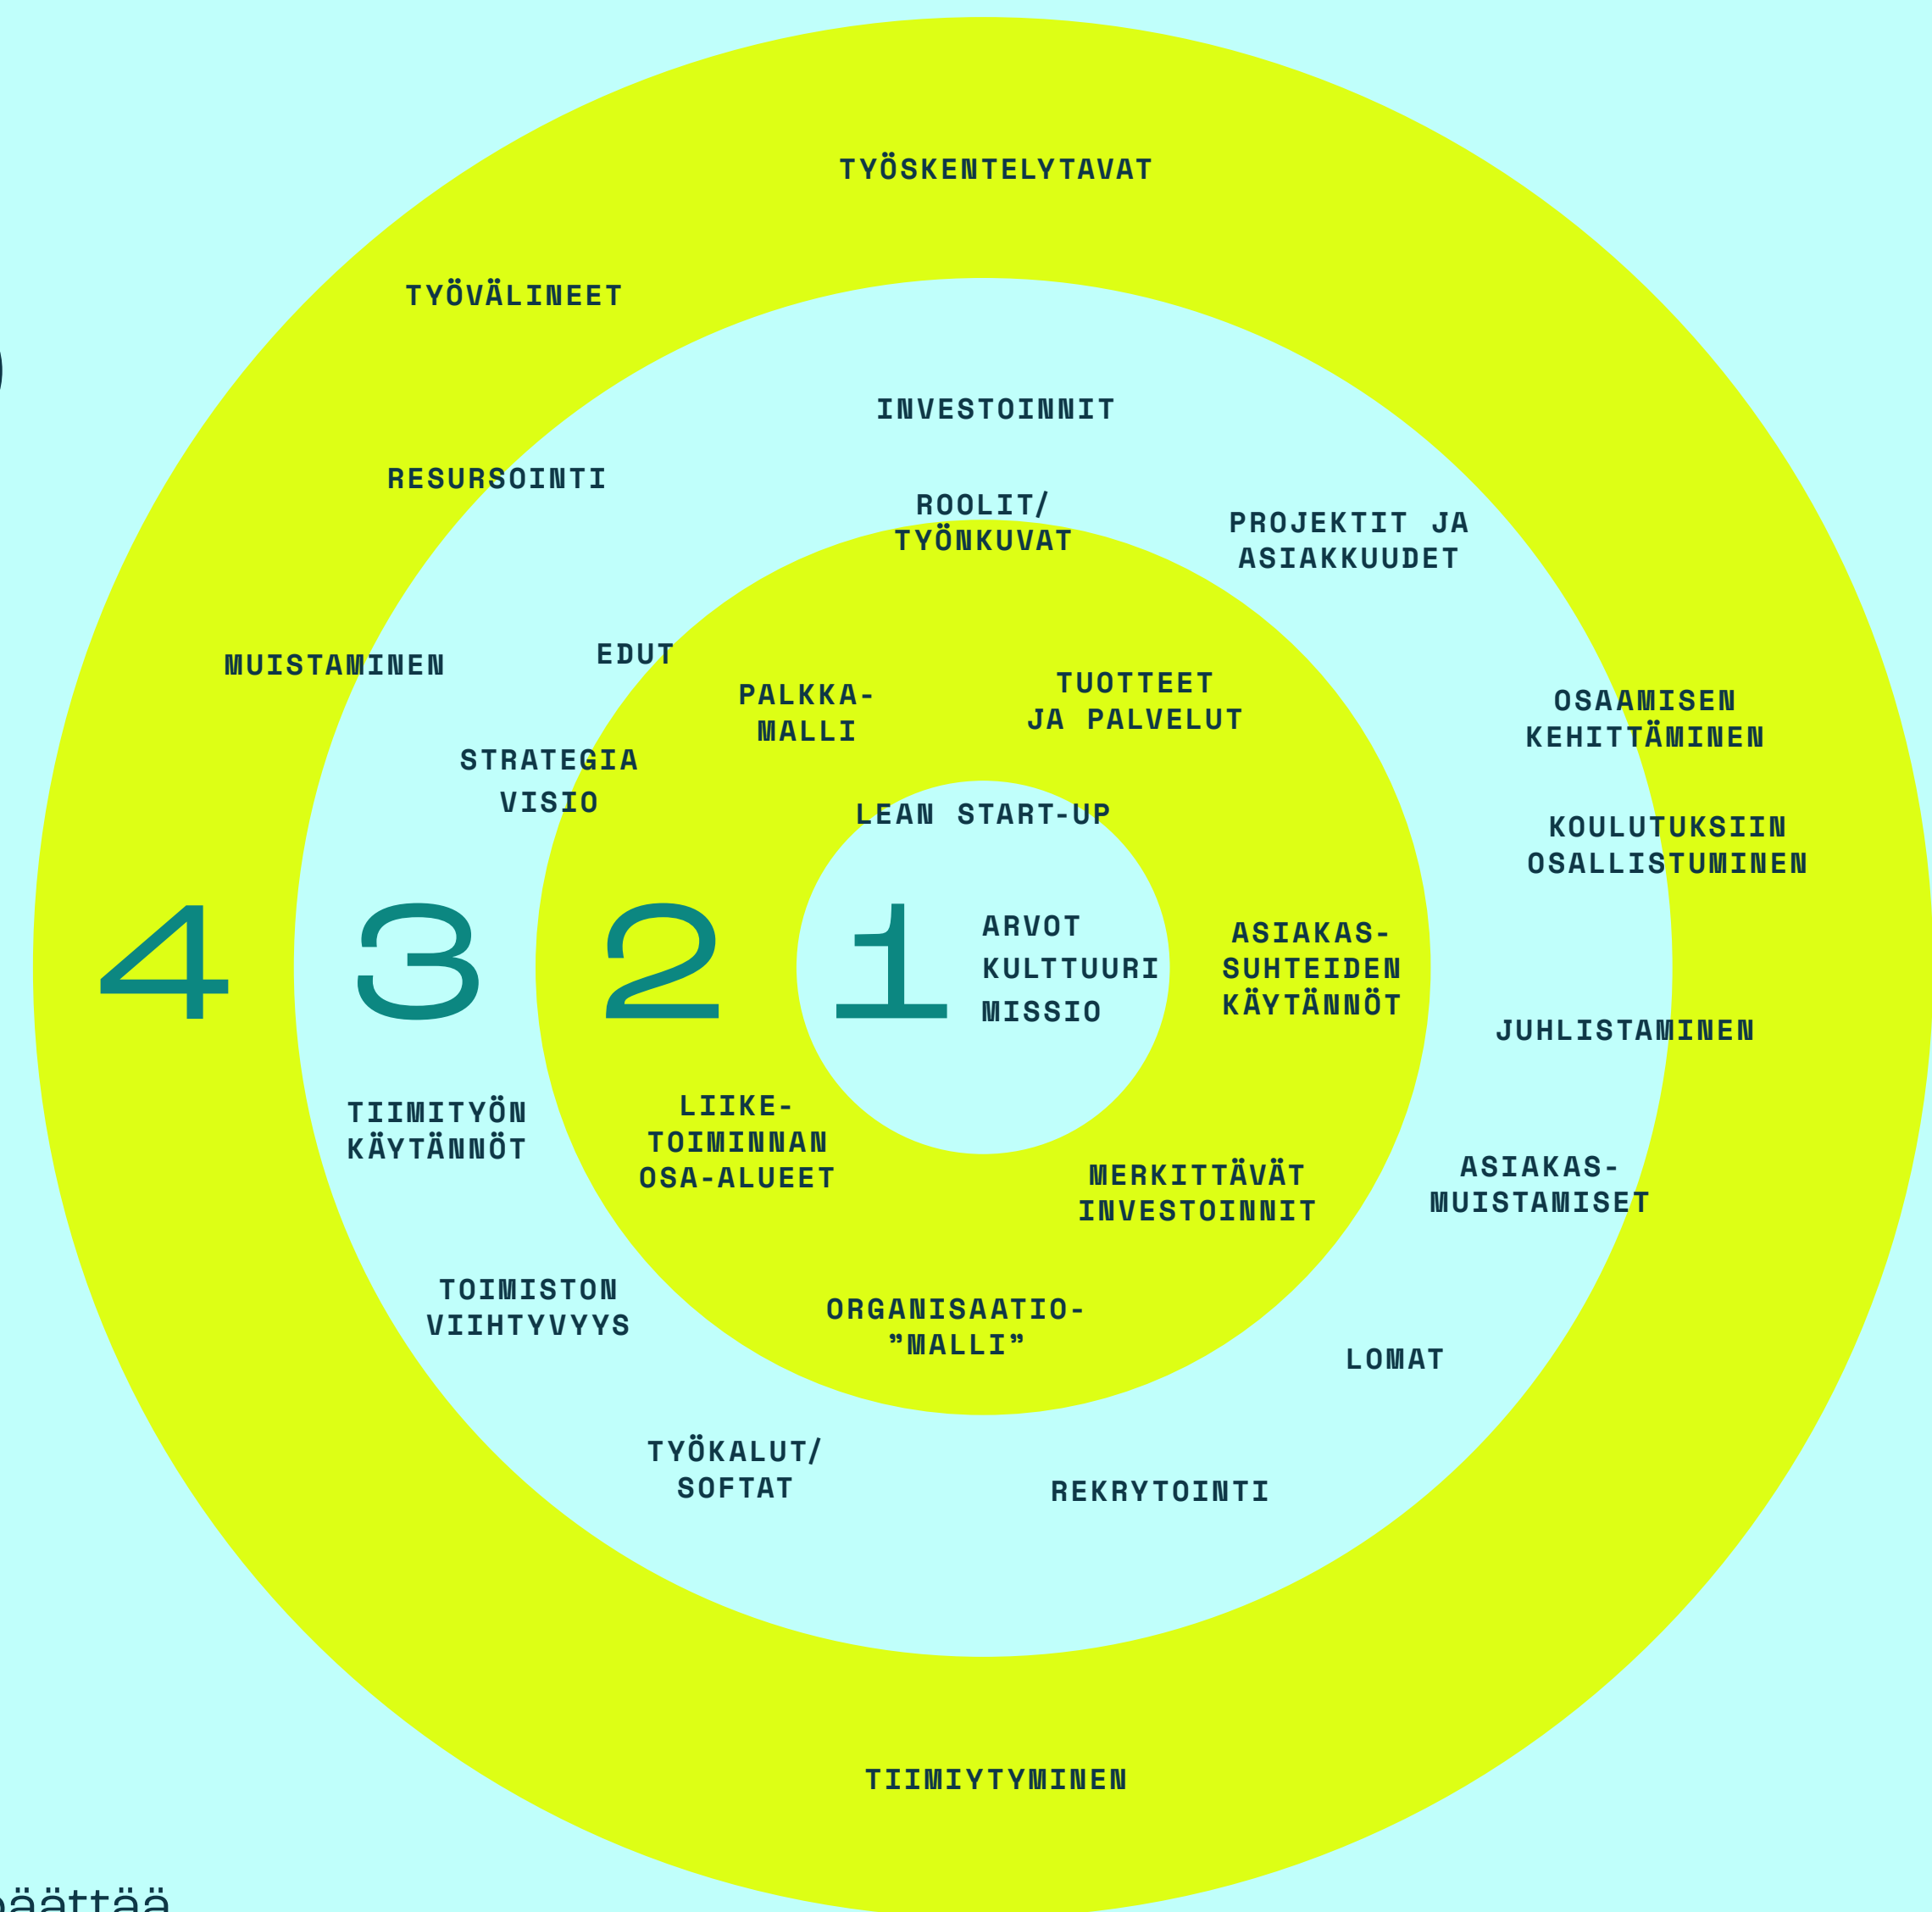 TYÖSKENTELYTAVAT
TYÖVÄLINEET
INVESTOINNIT
RESURSOINTI
ROOLIT/
TYÖNKUVAT
PROJEKTIT JA
ASIAKKUUDET
MUISTAMINEN
EDUT
PALKKA-
MALLI
TUOTTEET
JA PALVELUT
OSAAMISEN
KEHITTÄMINEN
STRATEGIA
VISIO
LEAN START-UP
KOULUTUKSIIN
OSALLISTUMINEN
4 3 2 1
ARVOT
KULTTUURI
MISSIO
ASIAKAS-
SUHTEIDEN
KÄYTÄNNÖT
JUHLISTAMINEN
TIIMITYÖN
KÄYTÄNNÖT
LIIKE-
TOIMINNAN
OSA-ALUEET
MERKITTÄVÄT
INVESTOINNIT
ASIAKAS-
MUISTAMISET
TOIMISTON
VIIHTYVYYS
ORGANISAATIO-
”MALLI”
LOMAT
TYÖKALUT/
SOFTAT
REKRYTOINTI
TIIMIYTYMINEN
päättää